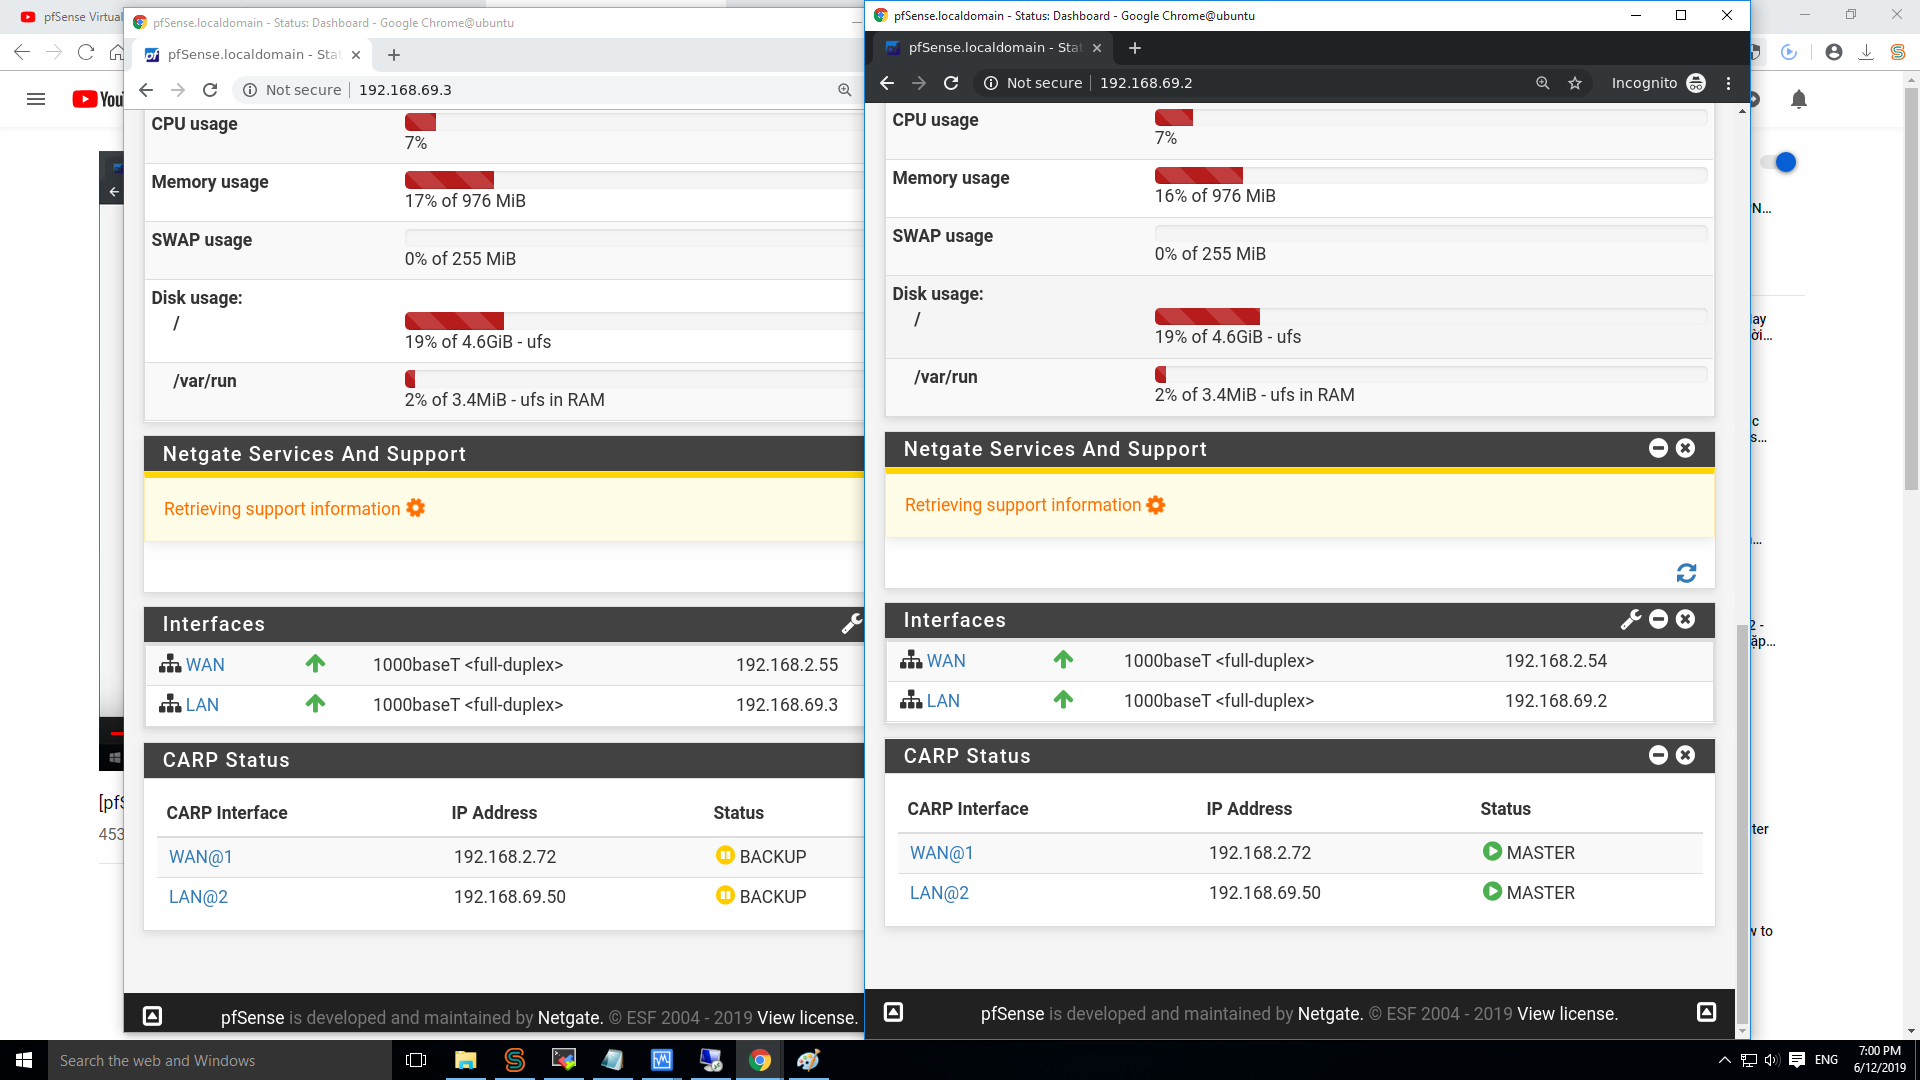 pfSense Virtual
pfSense.localdomain - Status: Dashboard - Google Chrome@ubuntu
pfSense.localdomain - Stat
Not secure
192.168.69.3
CPU usage
7%
Memory usage
17% of 976 MiB
SWAP usage
0% of 255 MiB
Disk usage:
/
19% of 4.6GiB - ufs
/var/run
2% of 3.4MiB - ufs in RAM
Netgate Services And Support
Retrieving support information
Interfaces
WAN 1000baseT <full-duplex> 192.168.2.55
LAN 1000baseT <full-duplex> 192.168.69.3
CARP Status
CARP Interface IP Address Status
WAN@1 192.168.2.72 BACKUP
LAN@2 192.168.69.50 BACKUP
pfSense is developed and maintained by Netgate. © ESF 2004 - 2019 View license.
pfSense.localdomain - Status: Dashboard - Google Chrome@ubuntu
pfSense.localdomain - Stat
Not secure
192.168.69.2
Incognito
CPU usage
7%
Memory usage
16% of 976 MiB
SWAP usage
0% of 255 MiB
Disk usage:
/
19% of 4.6GiB - ufs
/var/run
2% of 3.4MiB - ufs in RAM
Netgate Services And Support
Retrieving support information
Interfaces
WAN 1000baseT <full-duplex> 192.168.2.54
LAN 1000baseT <full-duplex> 192.168.69.2
CARP Status
CARP Interface IP Address Status
WAN@1 192.168.2.72 MASTER
LAN@2 192.168.69.50 MASTER
pfSense is developed and maintained by Netgate. © ESF 2004 - 2019 View license.
[pfS
453
Search the web and Windows
ENG
7:00 PM
6/12/2019